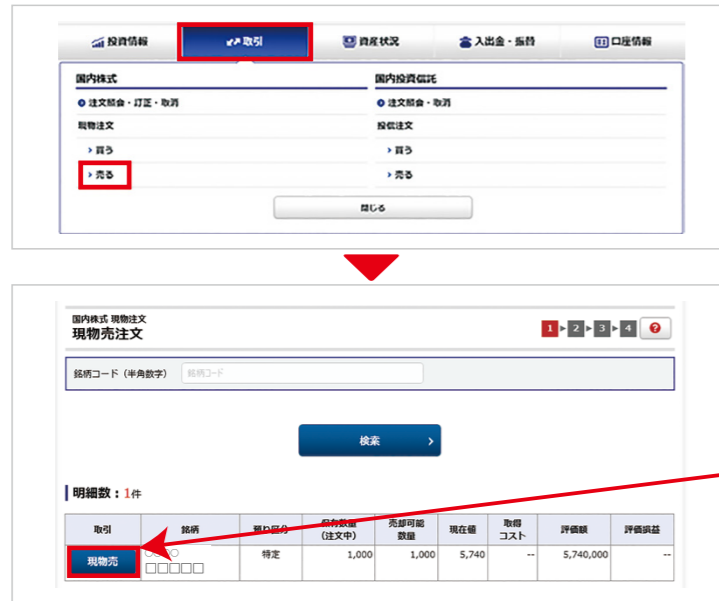 投資情報 取引 資産状況 入出金・振替 口座情報
国内株式 国内投資信託
注文照会・訂正・取消 注文照会・取消
現物注文 投信注文
買う 買う
売る 売る
閉じる
国内株式 現物注文
現物売注文
1 2 3 4 ?
銘柄コード（半角数字） 銘柄コード
検索
明細数：1件
取引 銘柄 預り区分 保有数量（注文中） 売却可能数量 現在値 取得コスト 評価額 評価損益
現物売 ○○○○ 特定 1,000 1,000 5,740 -- 5,740,000 --
□□□□□